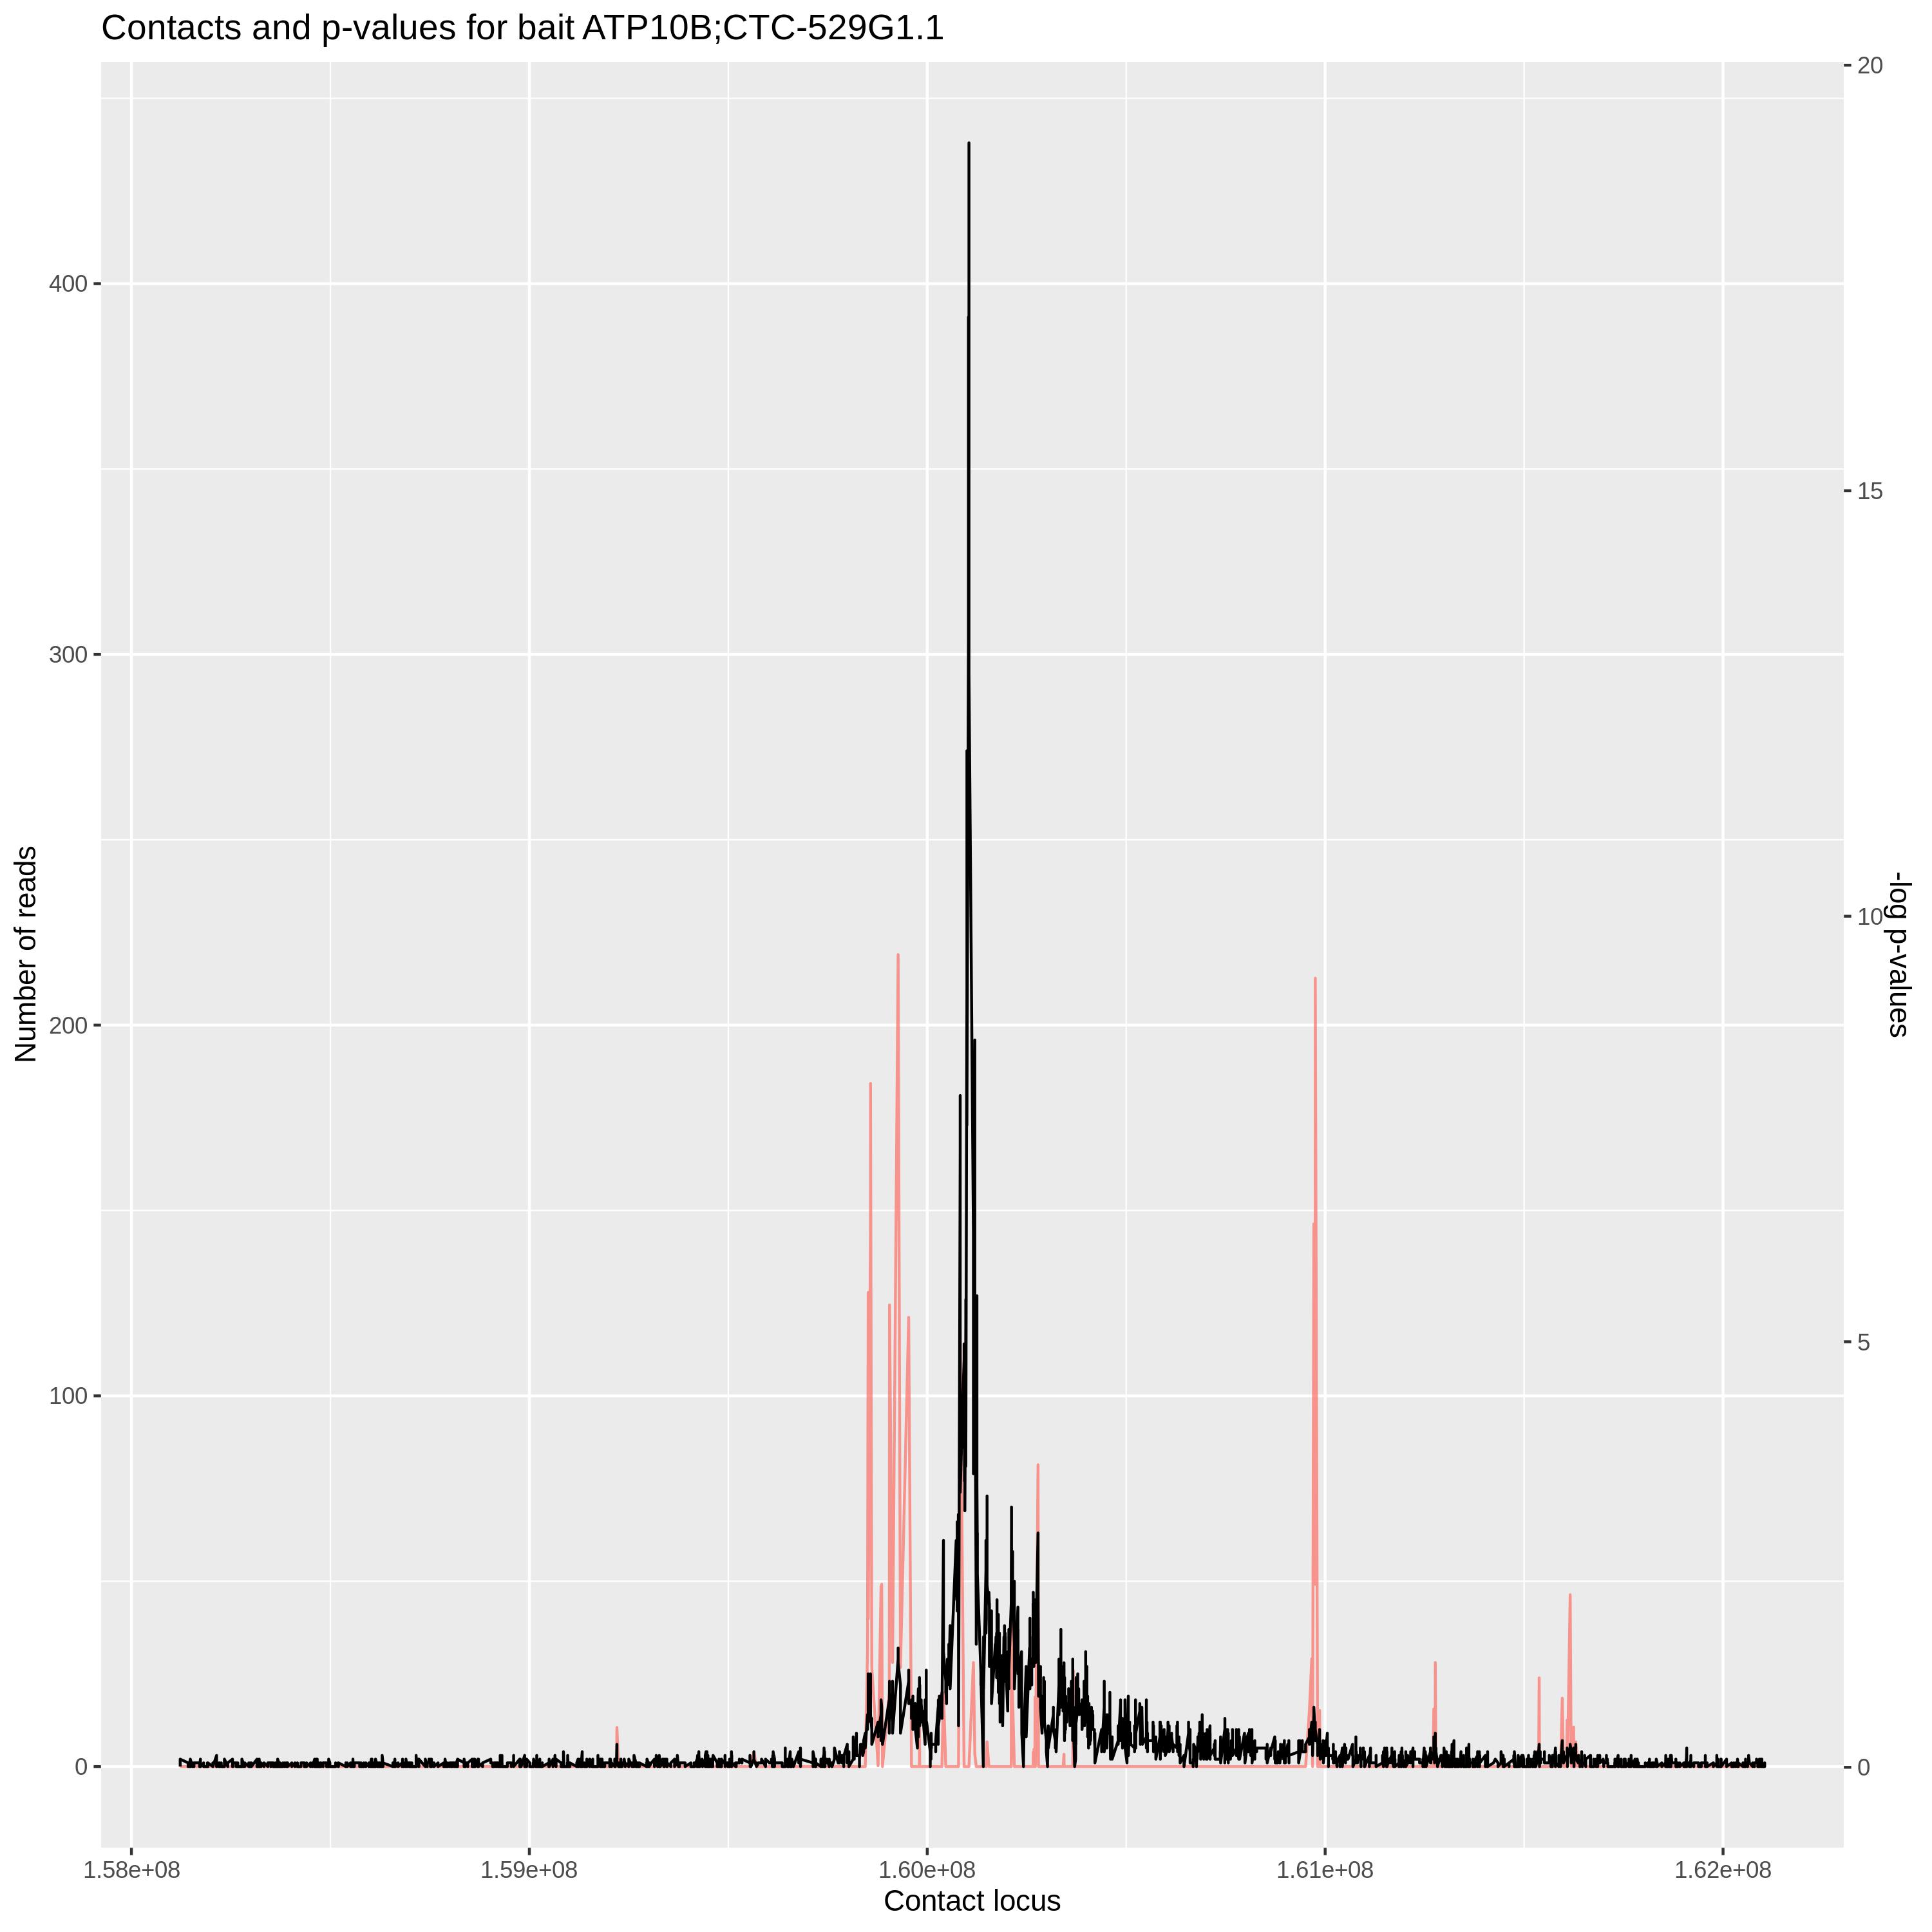 Contacts and p-values for bait ATP10B;CTC-529G1.1
Number of reads
400
300
200
100
0
20
15
10
5
0
-log p-values
1.58e+08 1.59e+08 1.60e+08 1.61e+08 1.62e+08
Contact locus